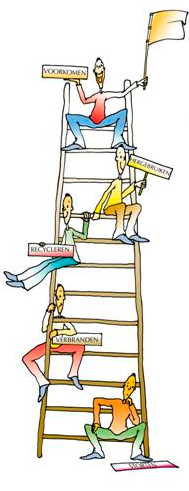 VOORKOMEN
HERGEBRUIKEN
RECYCLEREN
VERBRANDEN
STORTEN